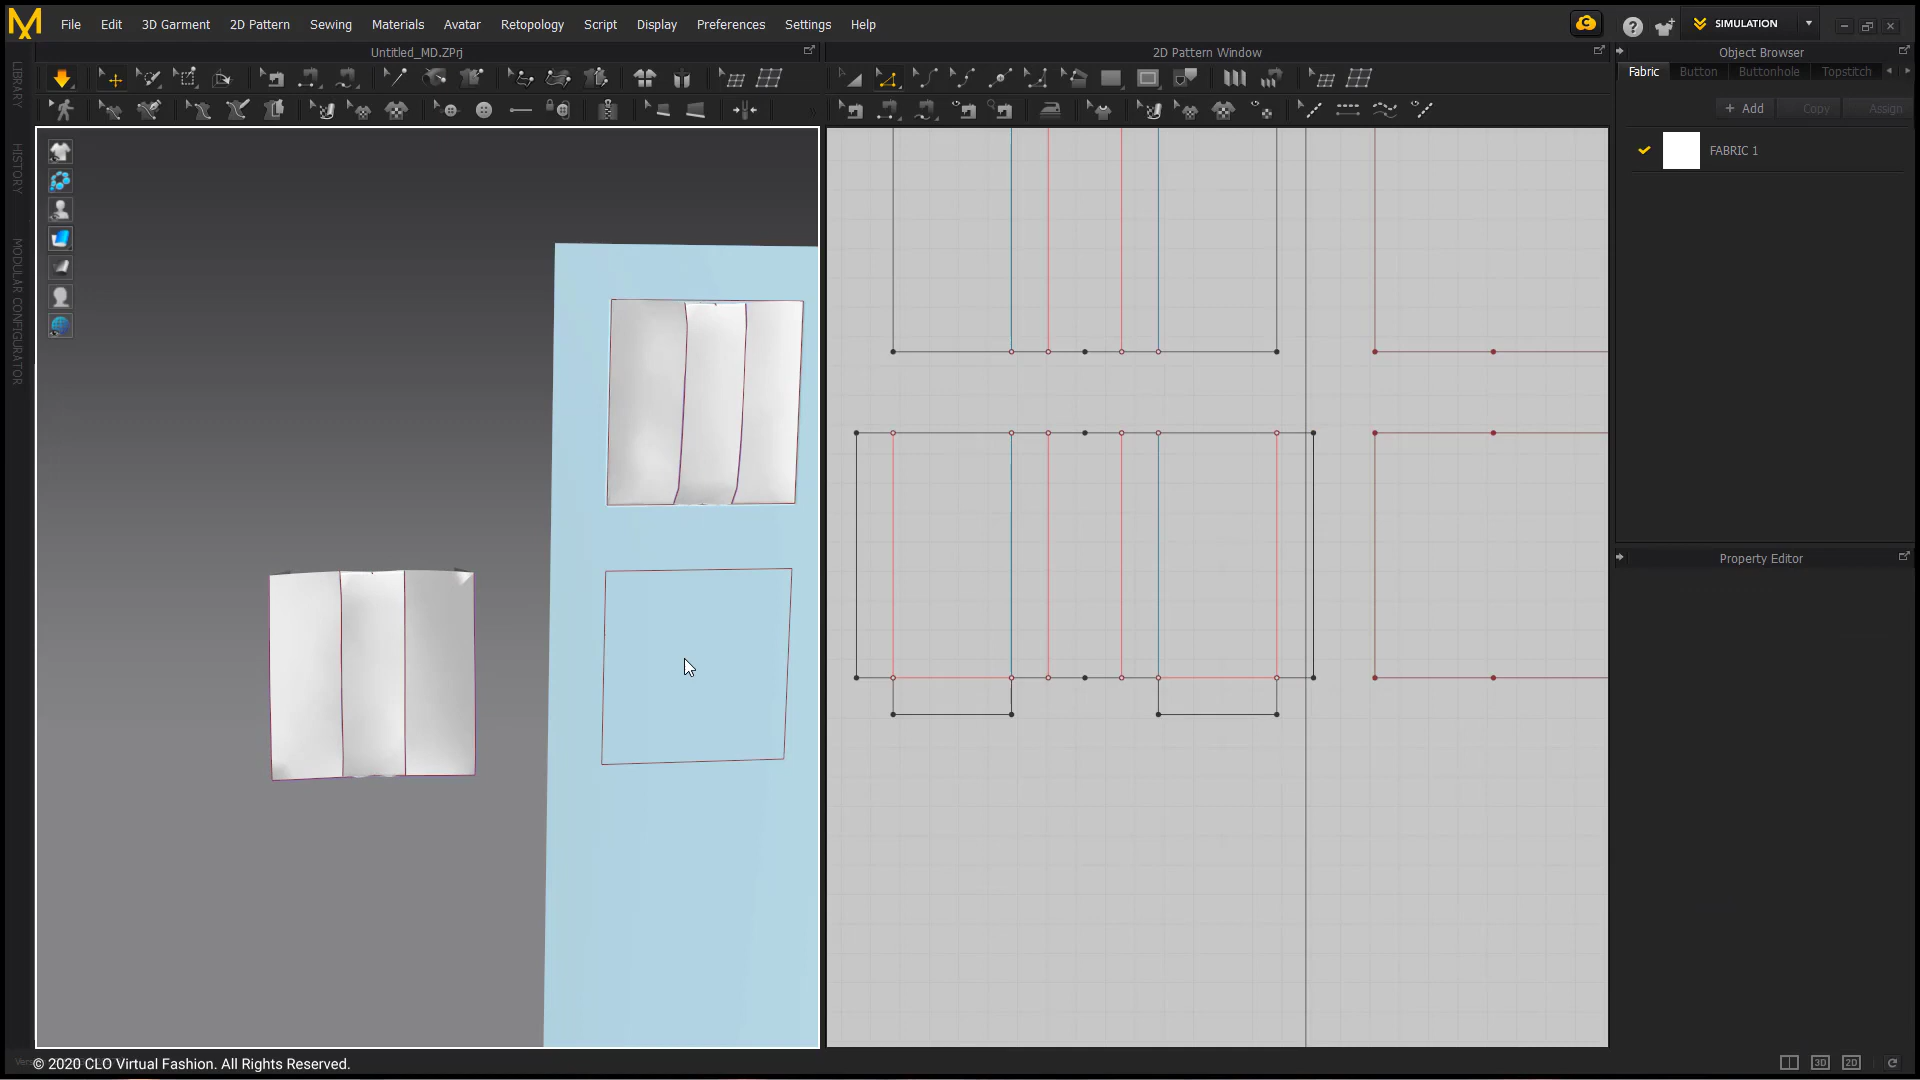 File Edit 3D Garment 2D Pattern Sewing Materials Avatar Retopology Script Display Preferences Settings Help
SIMULATION
Untitled_MD.ZPrj
2D Pattern Window
Object Browser
Fabric Button Buttonhole Topstitch
+ Add Copy Assign
FABRIC 1
Property Editor
LIBRARY
HISTORY
MODULAR CONFIGURATOR
© 2020 CLO Virtual Fashion. All Rights Reserved.
3D 2D